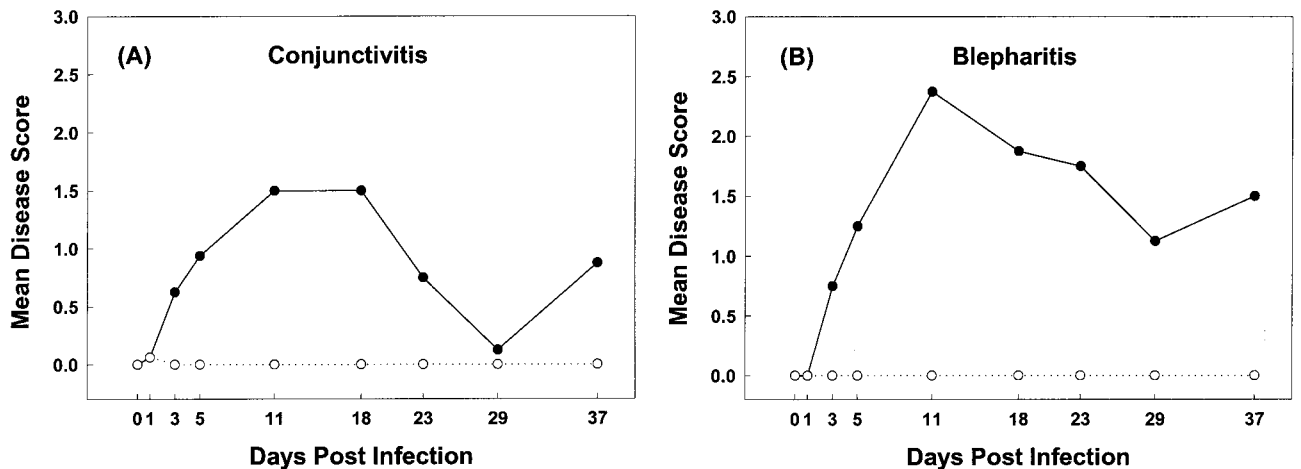 (A) Conjunctivitis
3.0
2.5
2.0
1.5
1.0
0.5
0.0
Mean Disease Score
0 1 3 5 11 18 23 29 37
Days Post Infection
(B) Blepharitis
3.0
2.5
2.0
1.5
1.0
0.5
0.0
Mean Disease Score
0 1 3 5 11 18 23 29 37
Days Post Infection